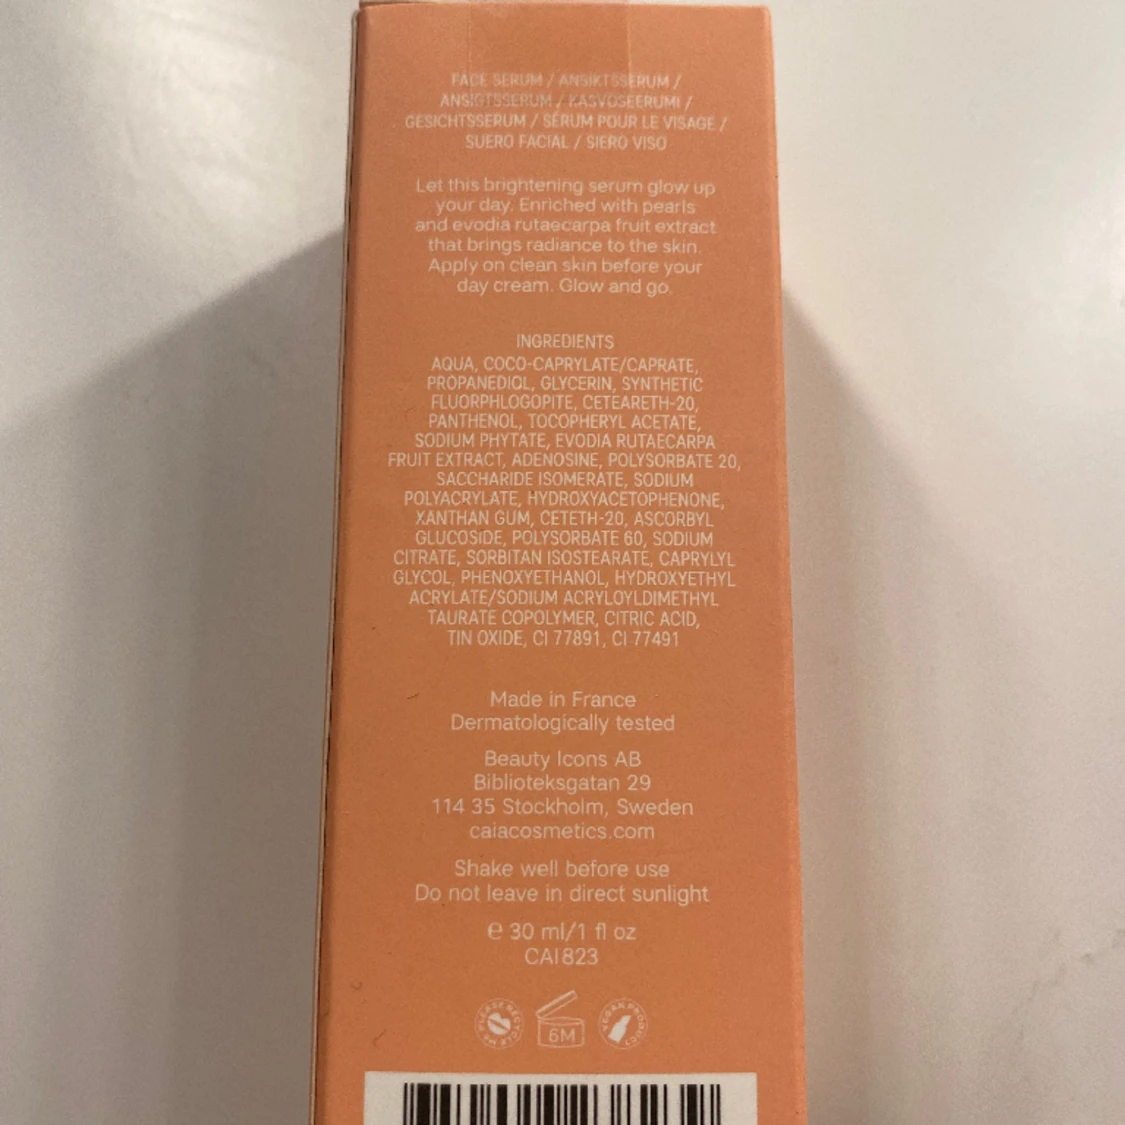 FACE SERUM / ANSIKTSSERUM /
ANSIGTSSERUM / KASVOSEERUMI /
GESICHTSSERUM / SÉRUM POUR LE VISAGE /
SUERO FACIAL / SIERO VISO
Let this brightening serum glow up
your day. Enriched with pearls
and evodia rutaecarpa fruit extract
that brings radiance to the skin.
Apply on clean skin before your
day cream. Glow and go.
INGREDIENTS
AQUA, COCO-CAPRYLATE/CAPRATE,
PROPANEDIOL, GLYCERIN, SYNTHETIC
FLUORPHLOGOPITE, CETEARETH-20,
PANTHENOL, TOCOPHERYL ACETATE,
SODIUM PHYTATE, EVODIA RUTAECARPA
FRUIT EXTRACT, ADENOSINE, POLYSORBATE 20,
SACCHARIDE ISOMERATE, SODIUM
POLYACRYLATE, HYDROXYACETOPHENONE,
XANTHAN GUM, CETETH-20, ASCORBYL
GLUCOSIDE, POLYSORBATE 60, SODIUM
CITRATE, SORBITAN ISOSTEARATE, CAPRYLYL
GLYCOL, PHENOXYETHANOL, HYDROXYETHYL
ACRYLATE/SODIUM ACRYLOYLDIMETHYL
TAURATE COPOLYMER, CITRIC ACID,
TIN OXIDE, CI 77891, CI 77491
Made in France
Dermatologically tested
Beauty Icons AB
Biblioteksgatan 29
114 35 Stockholm, Sweden
caiacosmetics.com
Shake well before use
Do not leave in direct sunlight
℮ 30 ml/1 fl oz
CAI823
PLEASE RECYCLE ME
6M
VEGAN PRODUCT